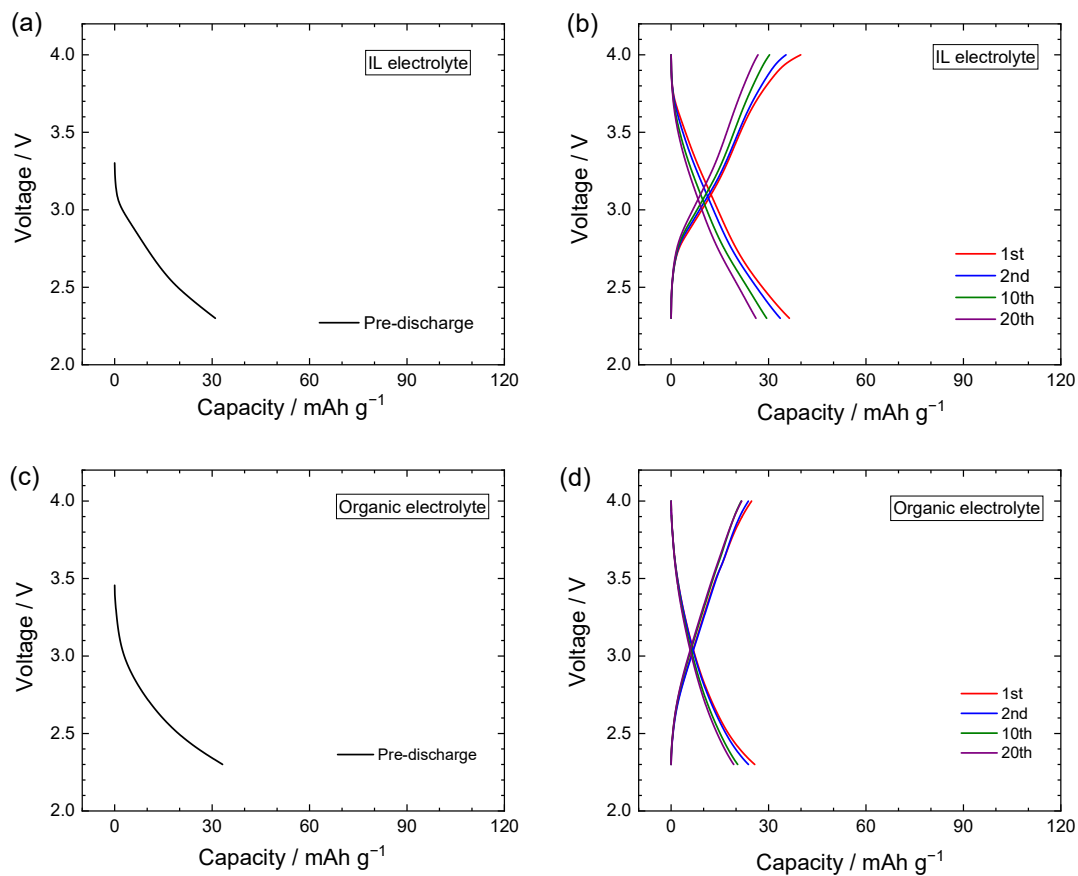 (a)
IL electrolyte
4.0
3.5
3.0
2.5
2.0
Voltage / V
Pre-discharge
0
30
60
90
120
Capacity / mAh g⁻¹
(b)
IL electrolyte
4.0
3.5
3.0
2.5
2.0
Voltage / V
1st
2nd
10th
20th
0
30
60
90
120
Capacity / mAh g⁻¹
(c)
Organic electrolyte
4.0
3.5
3.0
2.5
2.0
Voltage / V
Pre-discharge
0
30
60
90
120
Capacity / mAh g⁻¹
(d)
Organic electrolyte
4.0
3.5
3.0
2.5
2.0
Voltage / V
1st
2nd
10th
20th
0
30
60
90
120
Capacity / mAh g⁻¹